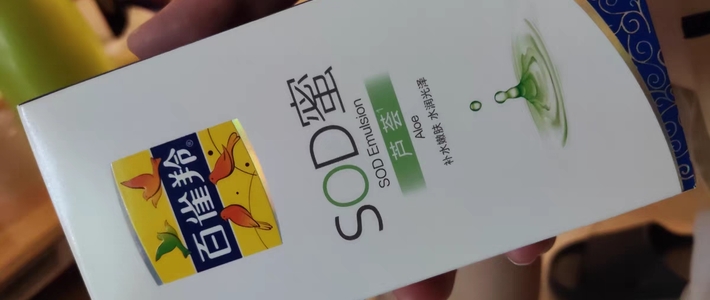 百雀羚®
SOD蜜
SOD Emulsion
芦荟
Aloe
补水嫩肤 水润光泽